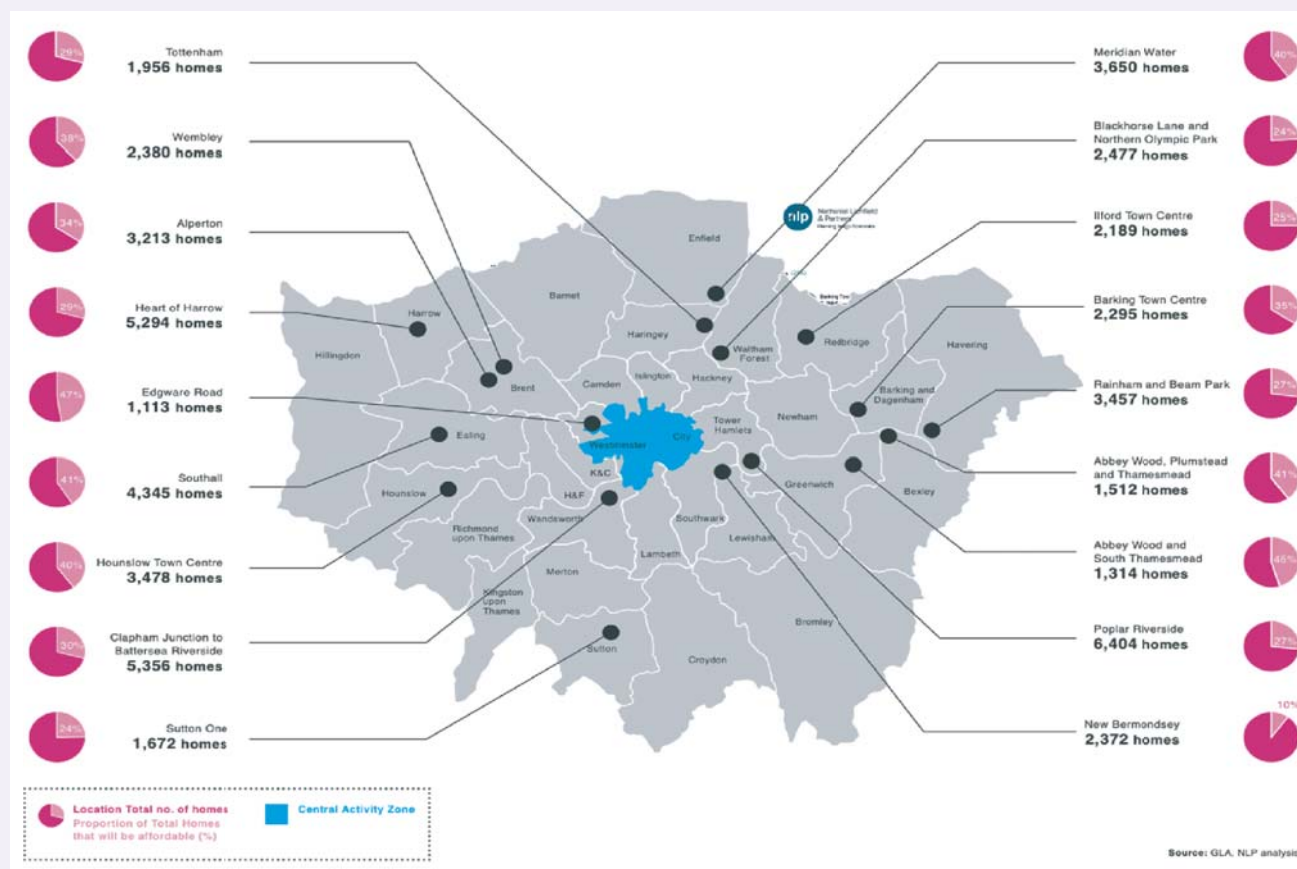 29%
Tottenham
1,956 homes
38%
Wembley
2,380 homes
34%
Alperton
3,213 homes
29%
Heart of Harrow
5,294 homes
47%
Edgware Road
1,113 homes
41%
Southall
4,345 homes
40%
Hounslow Town Centre
3,478 homes
30%
Clapham Junction to
Battersea Riverside
5,356 homes
24%
Sutton One
1,672 homes
Meridian Water
3,650 homes
40%
Blackhorse Lane and
Northern Olympic Park
2,477 homes
24%
Ilford Town Centre
2,189 homes
25%
Barking Town Centre
2,295 homes
35%
Rainham and Beam Park
3,457 homes
27%
Abbey Wood, Plumstead
and Thamesmead
1,512 homes
41%
Abbey Wood and
South Thamesmead
1,314 homes
45%
Poplar Riverside
6,404 homes
27%
New Bermondsey
2,372 homes
10%
nlp
Nathaniel Lichfield
& Partners
Enfield
Barnet
Harrow
Haringey
Waltham
Forest
Redbridge
Havering
Hillingdon
Brent
Camden
Islington
Hackney
Barking and
Dagenham
Newham
Tower
Hamlets
Ealing
Westminster
City
K&C
Greenwich
Bexley
Hounslow
H&F
Wandsworth
Southwark
Richmond
upon Thames
Lewisham
Lambeth
Merton
Kingston
upon
Thames
Bromley
Sutton
Croydon
Location Total no. of homes
Proportion of Total Homes
that will be affordable (%)
Central Activity Zone
Source: GLA, NLP analysis